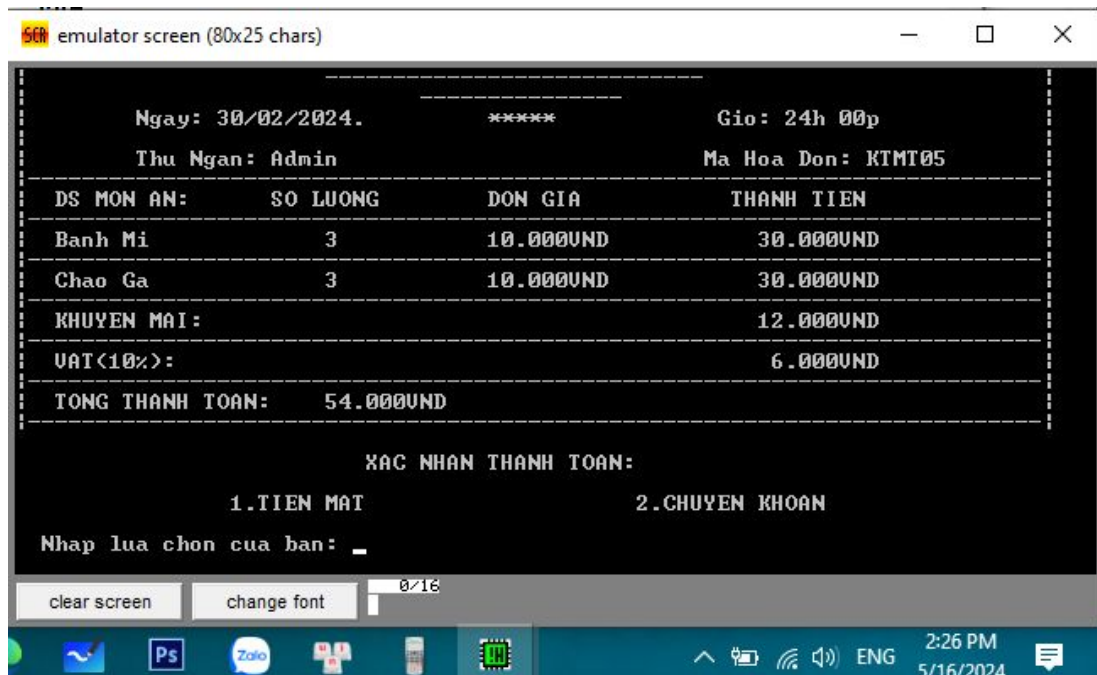 emulator screen (80x25 chars)
Ngay: 30/02/2024. ***** Gio: 24h 00p
Thu Ngan: Admin Ma Hoa Don: KTMT05
DS MON AN: SO LUONG DON GIA THANH TIEN
Banh Mi 3 10.000VND 30.000VND
Chao Ga 3 10.000VND 30.000VND
KHUYEN MAI: 12.000VND
VAT(10%): 6.000VND
TONG THANH TOAN: 54.000VND
XAC NHAN THANH TOAN:
1.TIEN MAT 2.CHUYEN KHOAN
Nhap lua chon cua ban: _
clear screen change font 0/16
Ps Zalo ENG 2:26 PM
5/16/2024